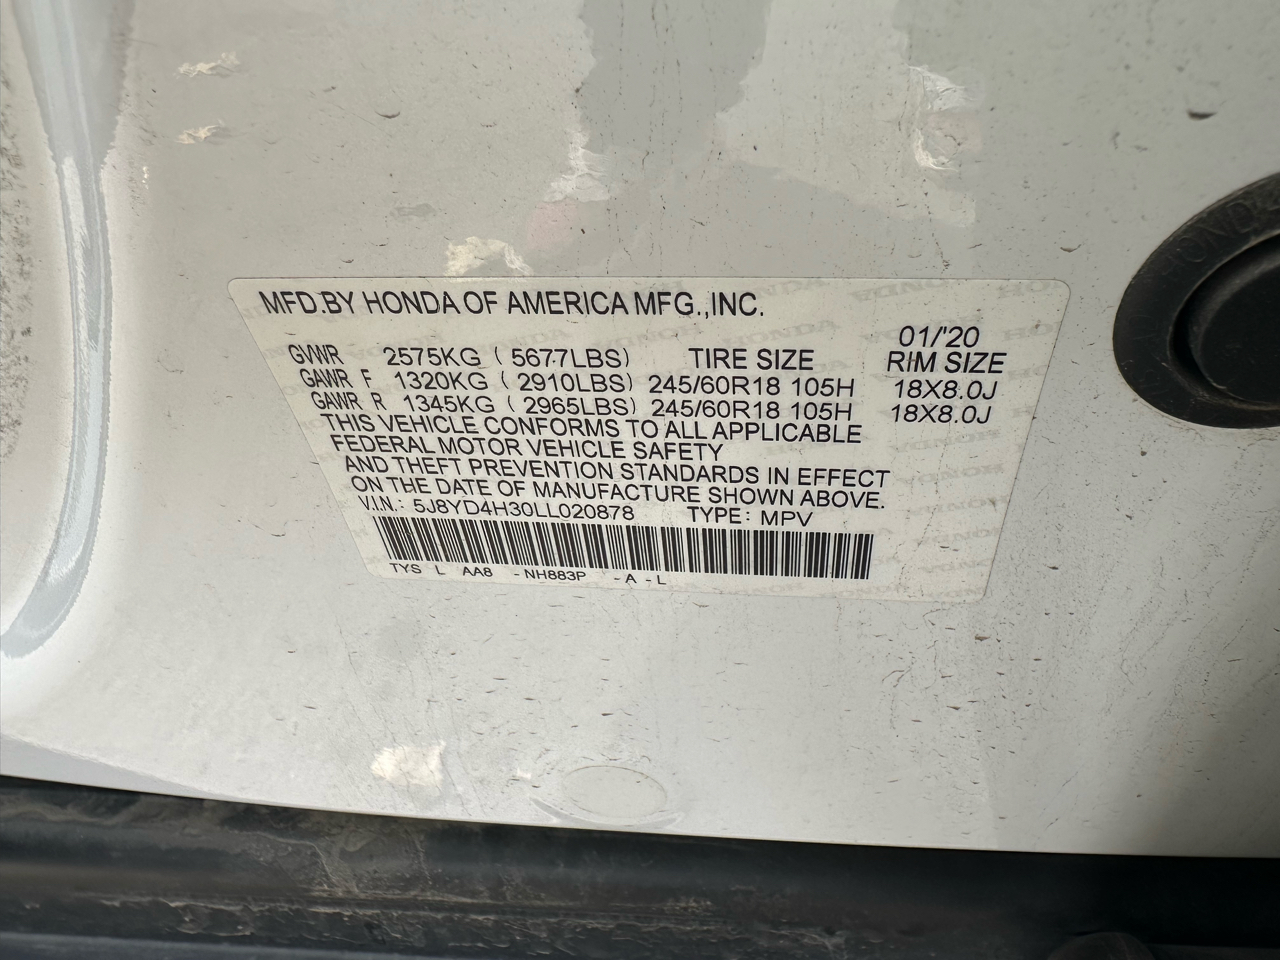 MFD.BY HONDA OF AMERICA MFG.,INC.
01/'20
GVWR 2575KG ( 5677LBS) TIRE SIZE RIM SIZE
GAWR F 1320KG ( 2910LBS) 245/60R18 105H 18X8.0J
GAWR R 1345KG ( 2965LBS) 245/60R18 105H 18X8.0J
THIS VEHICLE CONFORMS TO ALL APPLICABLE
FEDERAL MOTOR VEHICLE SAFETY
AND THEFT PREVENTION STANDARDS IN EFFECT
ON THE DATE OF MANUFACTURE SHOWN ABOVE.
V.I.N.: 5J8YD4H30LL020878 TYPE: MPV
TYS L AA8 -NH883P -A-L
HONDA